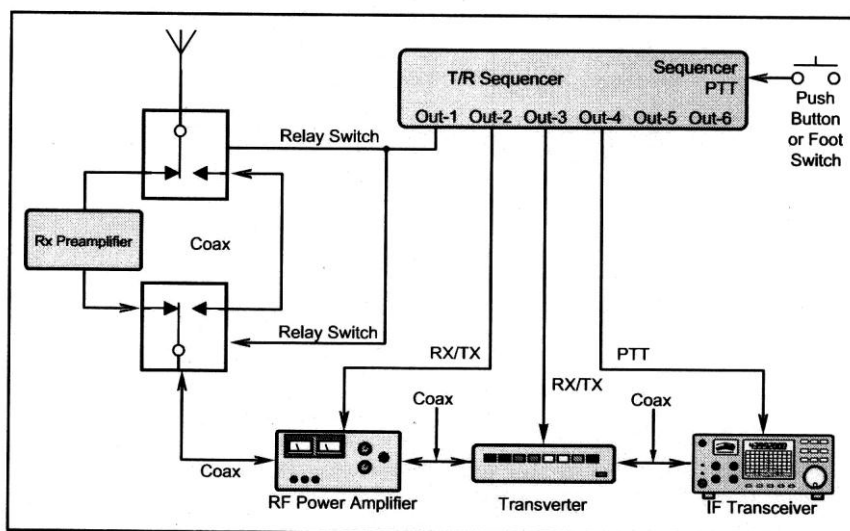 T/R Sequencer
Sequencer
PTT
Out-1 Out-2 Out-3 Out-4 Out-5 Out-6
Push
Button
or Foot
Switch
Relay Switch
Rx Preamplifier
Coax
Relay Switch
RX/TX
PTT
RX/TX
Coax
Coax
Coax
RF Power Amplifier
Transverter
IF Transceiver